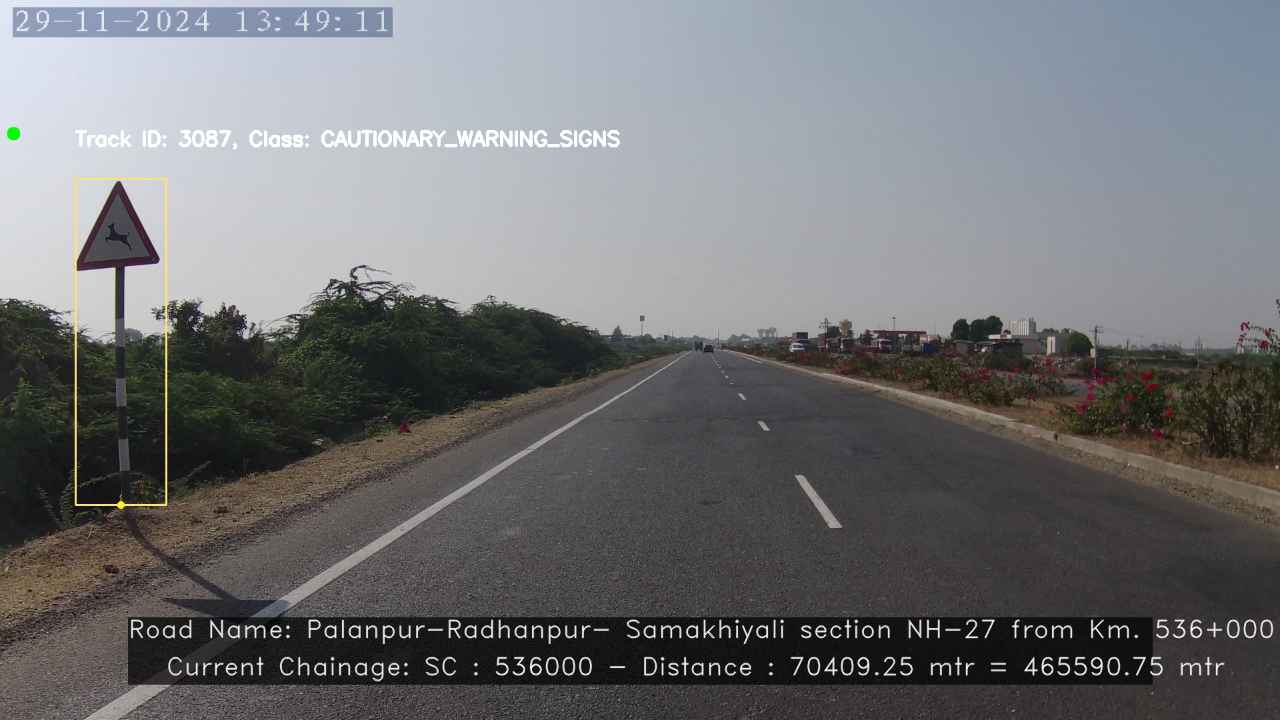 29-11-2024 13:49:11
Track ID: 3087, Class: CAUTIONARY_WARNING_SIGNS
Road Name: Palanpur-Radhanpur- Samakhiyali section NH-27 from Km. 536+000
Current Chainage: SC : 536000 - Distance : 70409.25 mtr = 465590.75 mtr